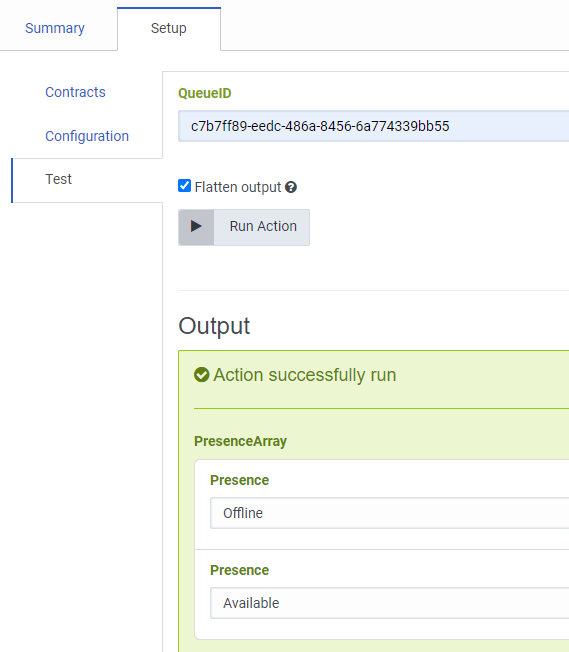 Summary
Setup
Contracts
Configuration
Test
QueueID
c7b7ff89-eedc-486a-8456-6a774339bb55
Flatten output
Run Action
Output
Action successfully run
PresenceArray
Presence
Offline
Presence
Available